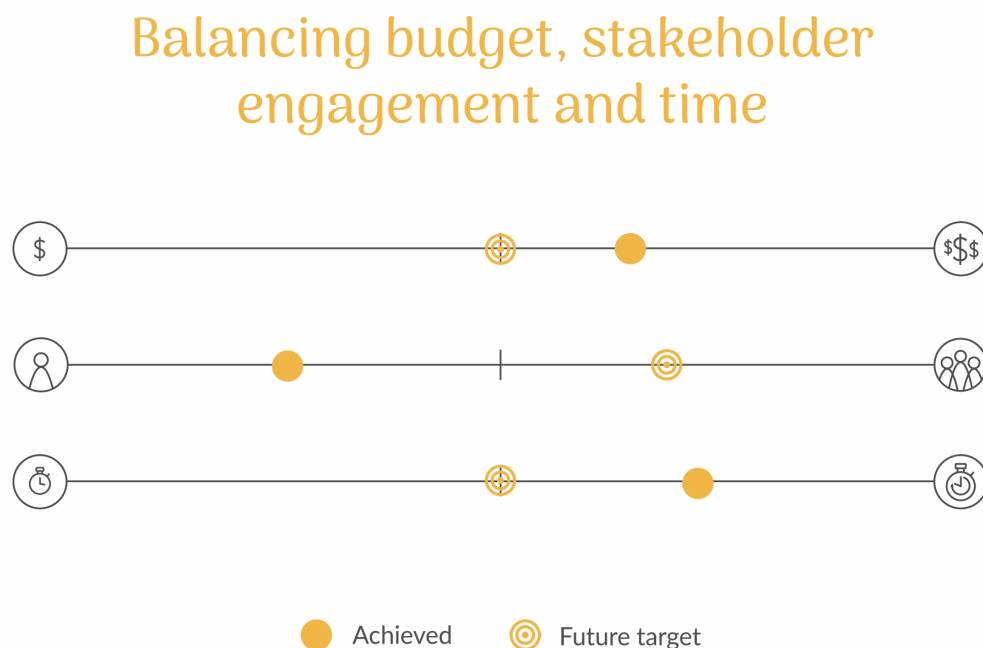 Balancing budget, stakeholder
engagement and time
$
$$$
Achieved
Future target